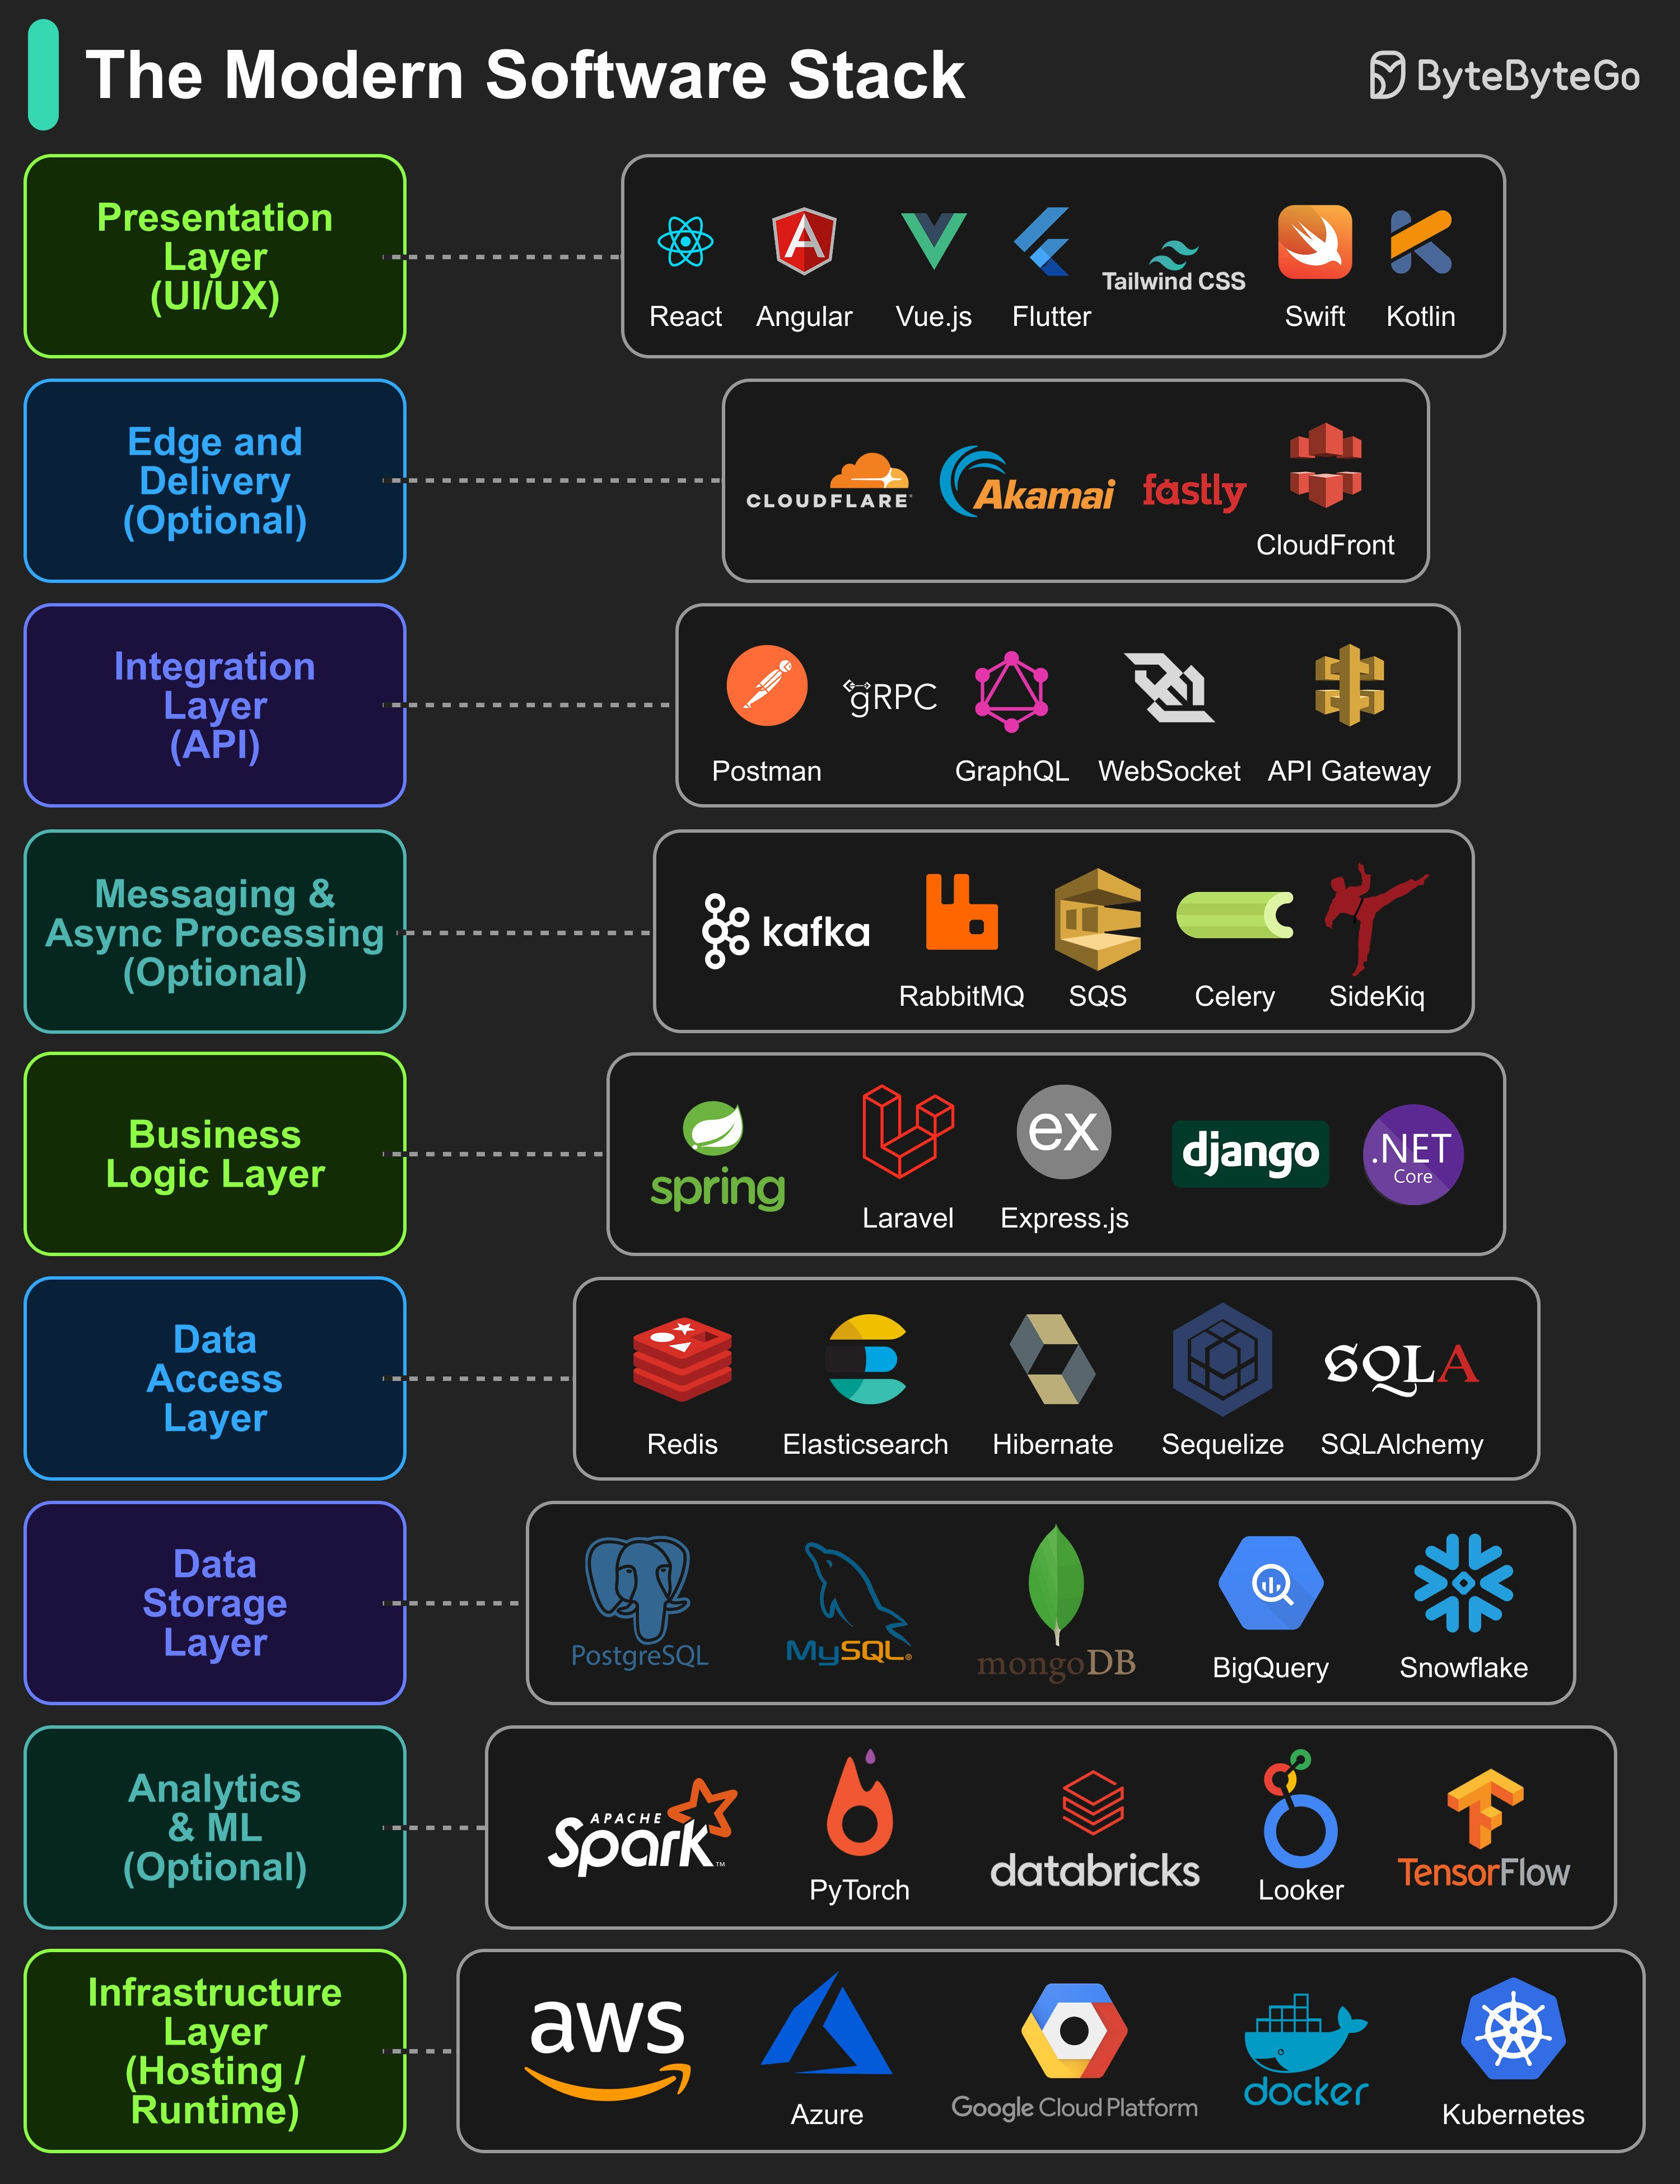 The Modern Software Stack
ByteByteGo
Presentation
Layer
(UI/UX)
React
Angular
Vue.js
Flutter
Tailwind CSS
Swift
Kotlin
Edge and
Delivery
(Optional)
CLOUDFLARE
Akamai
fastly
CloudFront
Integration
Layer
(API)
Postman
gRPC
GraphQL
WebSocket
API Gateway
Messaging &
Async Processing
(Optional)
kafka
RabbitMQ
SQS
Celery
SideKiq
Business
Logic Layer
spring
Laravel
ex
Express.js
django
.NET
Core
Data
Access
Layer
Redis
Elasticsearch
Hibernate
Sequelize
SQLA
SQLAlchemy
Data
Storage
Layer
PostgreSQL
MySQL®
mongoDB
BigQuery
Snowflake
Analytics
& ML
(Optional)
APACHE
Spark™
PyTorch
databricks
Looker
TensorFlow
Infrastructure
Layer
(Hosting /
Runtime)
aws
Azure
Google Cloud Platform
docker
Kubernetes